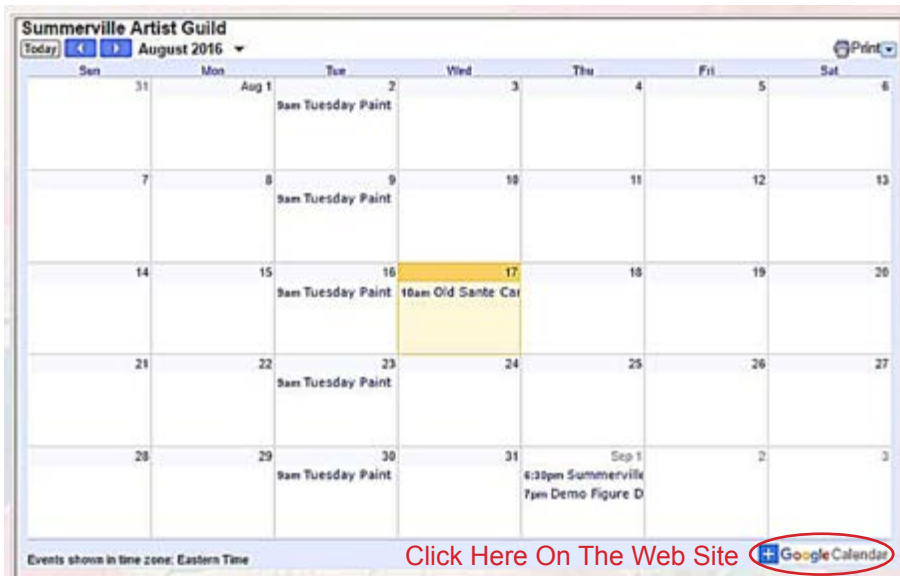 Summerville Artist Guild
Today August 2016 Print
Sun Mon Tue Wed Thu Fri Sat
31 Aug 1 2 3 4 5 6
9am Tuesday Paint
7 8 9 10 11 12 13
9am Tuesday Paint
14 15 16 17 18 19 20
9am Tuesday Paint 10am Old Sante Car
21 22 23 24 25 26 27
9am Tuesday Paint
28 29 30 31 Sep 1 2 3
9am Tuesday Paint 6:30pm Summerville
7pm Demo Figure D
Events shown in time zone: Eastern Time Click Here On The Web Site Google Calendar